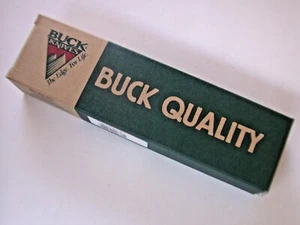 BUCK
KNIVES
The Edge. For Life.
BUCK QUALITY